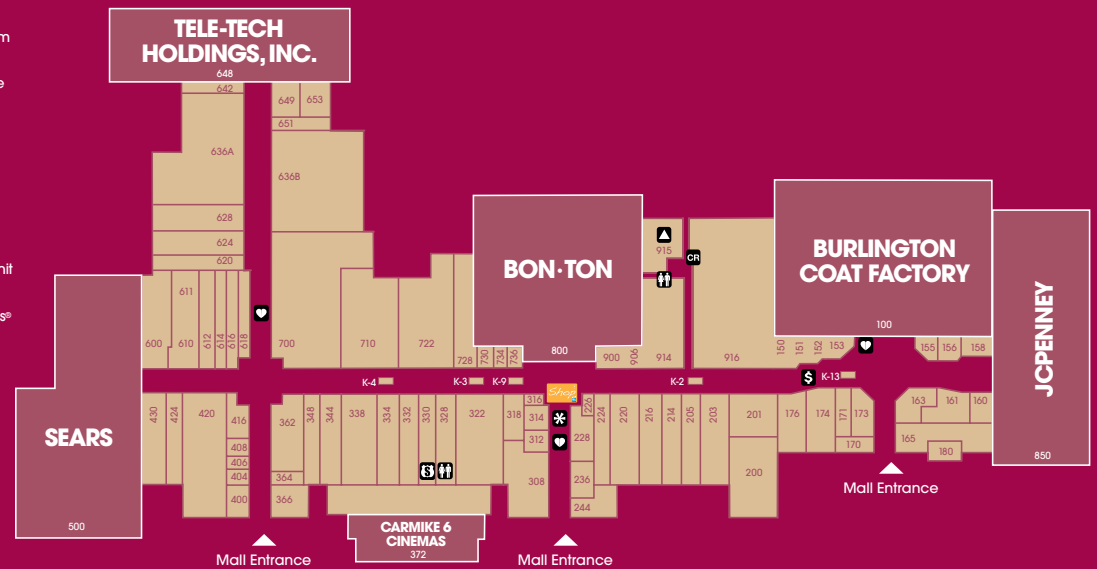 m
e
nit
s®
TELE-TECH
HOLDINGS, INC.
648
642
649 653
651
636A
636B
628
624
620
611
600 610 612 614 616 618
700 710 722 728 730 734 736
BON·TON
800
915
CR
900 906 914 916
BURLINGTON
COAT FACTORY
100
150 151 152 153 155 156 158
JCPENNEY
850
K-4 K-3 K-9 K-2 $ K-13
Shop
SEARS
500
430 424 420 416
408
406
404
400
362 348 344 338 334 332 330 328 322 318 316
314
312
308
364
366
226
224 220 216 214 205 203 201
228
236
244
200
176 174 171 173
170
163 161 160
165
180
CARMIKE 6
CINEMAS
372
Mall Entrance
Mall Entrance
Mall Entrance